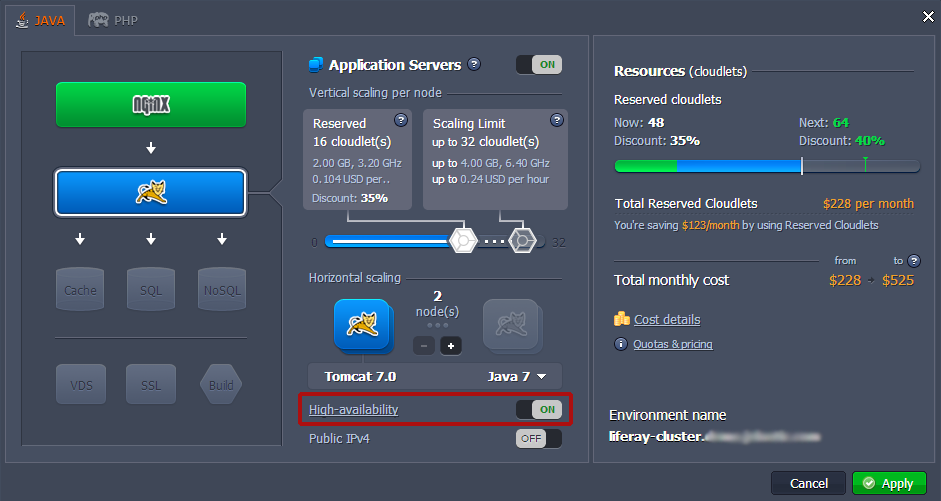 JAVA
PHP
NGINX
Cache
SQL
NoSQL
VDS
SSL
Build
Application Servers ?
ON
Vertical scaling per node
Reserved ?
16 cloudlet(s)
2.00 GB, 3.20 GHz
0.104 USD per..
Discount: 35%
Scaling Limit ?
up to 32 cloudlet(s)
up to 4.00 GB, 6.40 GHz
up to 0.24 USD per hour
0
32
Horizontal scaling
2
node(s)
− +
Tomcat 7.0
Java 7
High-availability
ON
Public IPv4
OFF
Resources (cloudlets)
Reserved cloudlets
Now: 48
Next: 64
Discount: 35%
Discount: 40%
Total Reserved Cloudlets
$228 per month
You're saving $123/month by using Reserved Cloudlets
from
to ?
Total monthly cost
$228
$525
Cost details
Quotas & pricing
Environment name
liferay-cluster.
Cancel
Apply